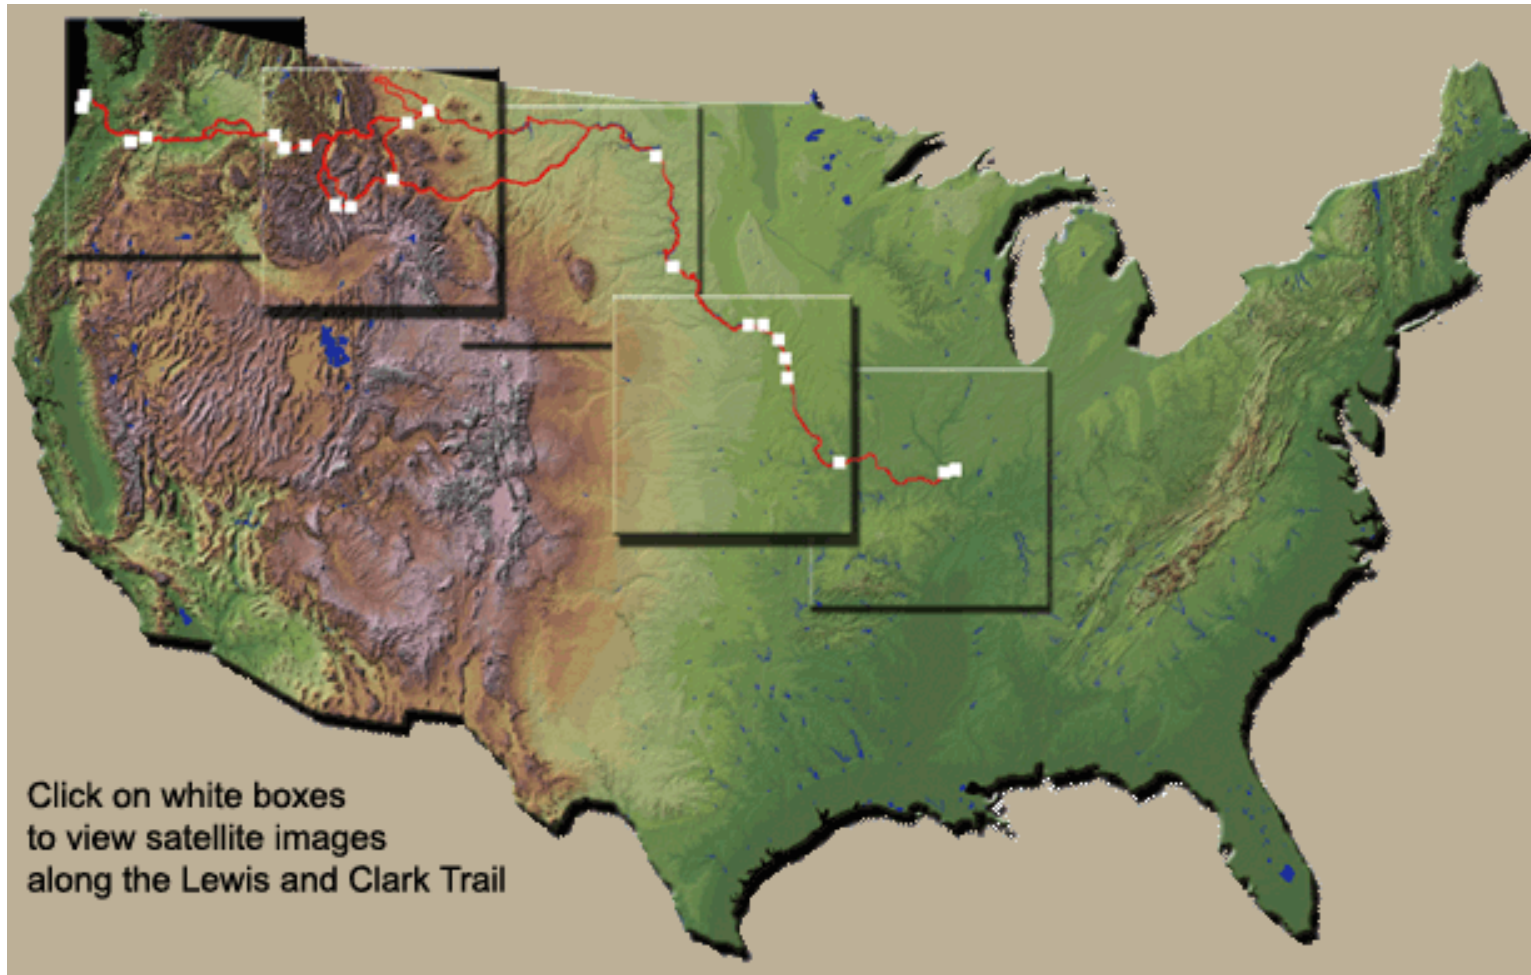 Click on white boxes
to view satellite images
along the Lewis and Clark Trail